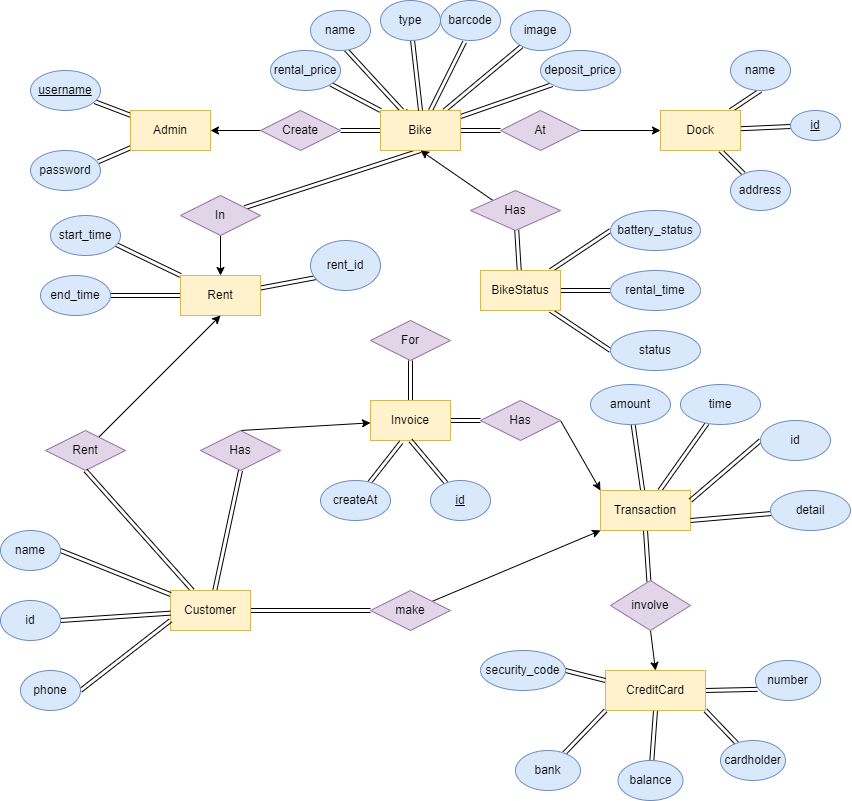 type
barcode
name
image
rental_price
deposit_price
name
username
Admin
Create
Bike
At
Dock
id
password
address
In
Has
start_time
battery_status
rent_id
end_time
Rent
BikeStatus
rental_time
For
status
amount
time
Invoice
Has
id
Rent
Has
createAt
id
Transaction
detail
name
Customer
make
involve
id
security_code
number
phone
CreditCard
cardholder
bank
balance